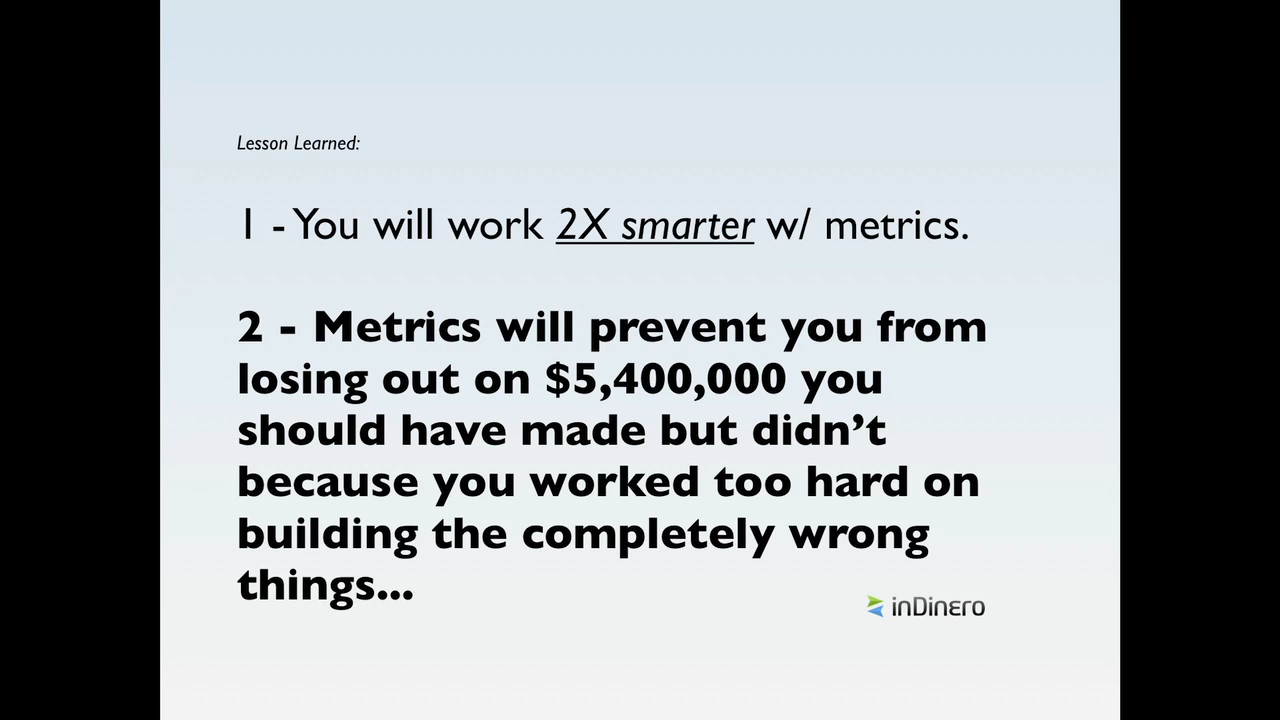 Lesson Learned:
1 - You will work 2X smarter w/ metrics.
2 - Metrics will prevent you from
losing out on $5,400,000 you
should have made but didn’t
because you worked too hard on
building the completely wrong
things...
inDinero